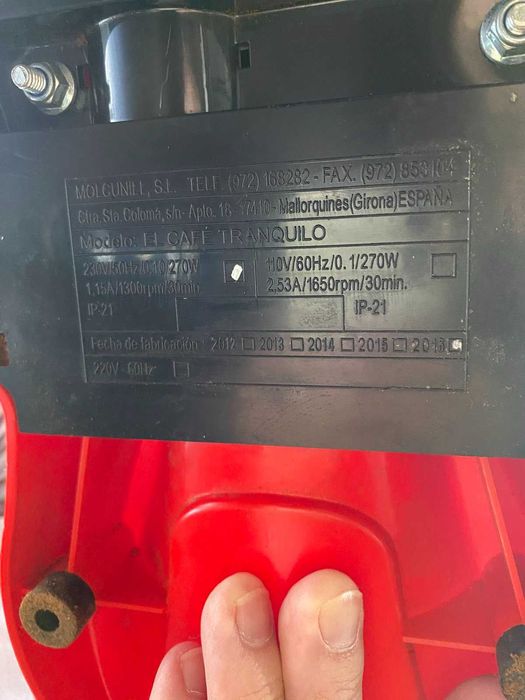 MOLCUNILL, S.L. TELF. (972) 168282 - FAX. (972) 853104
Ctra. Sta. Coloma, s/n - Apto. 18 - 17410 - Mallorquines (Girona) ESPAÑA
Modelo: EL CAFÉ TRANQUILO
230V/50Hz/0.10/270W 110V/60Hz/0.1/270W
1,15A/1300rpm/30min. 2,53A/1650rpm/30min.
IP-21 IP-21
Fecha de fabricación: 2012 2013 2014 2015 2016
220V - 60Hz